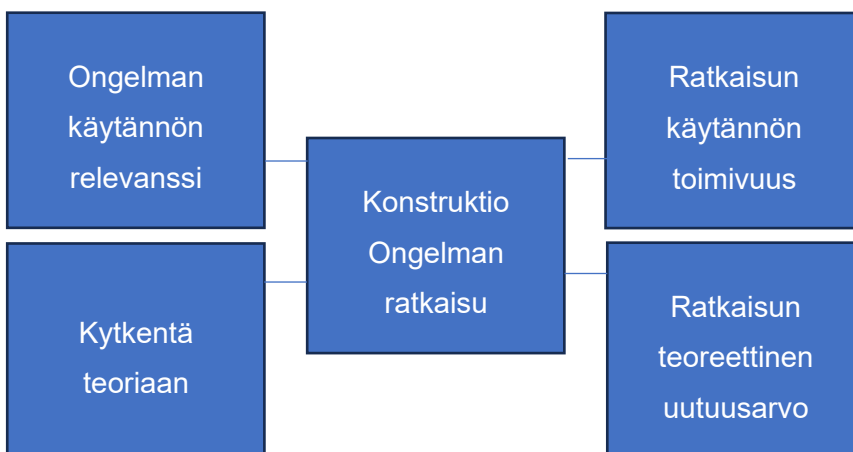 Ongelman
käytännön
relevanssi
Kytkentä
teoriaan
Konstruktio
Ongelman
ratkaisu
Ratkaisun
käytännön
toimivuus
Ratkaisun
teoreettinen
uutuusarvo